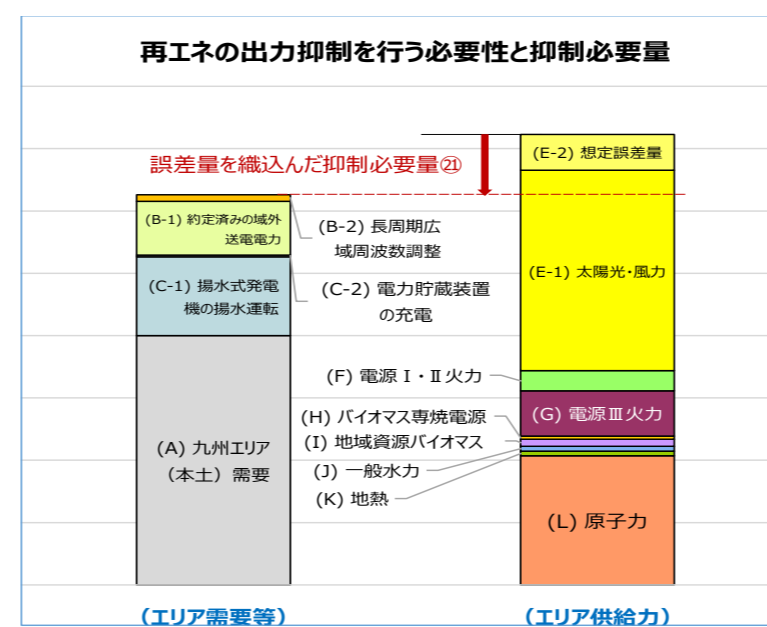 再エネの出力抑制を行う必要性と抑制必要量
誤差量を織込んだ抑制必要量㉑
(B-1) 約定済みの域外
送電電力
(B-2) 長周期広
域周波数調整
(C-1) 揚水式発電
機の揚水運転
(C-2) 電力貯蔵装置
の充電
(A) 九州エリア
(本土) 需要
(E-2) 想定誤差量
(E-1) 太陽光・風力
(F) 電源Ⅰ・Ⅱ火力
(G) 電源Ⅲ火力
(H) バイオマス専焼電源
(I) 地域資源バイオマス
(J) 一般水力
(K) 地熱
(L) 原子力
(エリア需要等)
(エリア供給力)